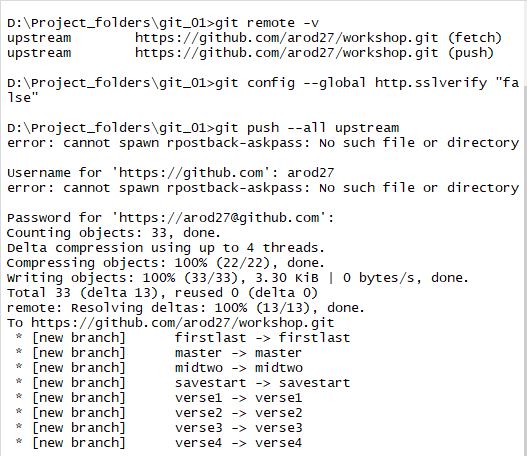 D:\Project_folders\git_01>git remote -v
upstream        https://github.com/arod27/workshop.git (fetch)
upstream        https://github.com/arod27/workshop.git (push)
D:\Project_folders\git_01>git config --global http.sslverify "fa
lse"
D:\Project_folders\git_01>git push --all upstream
error: cannot spawn rpostback-askpass: No such file or directory
Username for 'https://github.com': arod27
error: cannot spawn rpostback-askpass: No such file or directory
Password for 'https://arod27@github.com':
Counting objects: 33, done.
Delta compression using up to 4 threads.
Compressing objects: 100% (22/22), done.
Writing objects: 100% (33/33), 3.30 KiB | 0 bytes/s, done.
Total 33 (delta 13), reused 0 (delta 0)
remote: Resolving deltas: 100% (13/13), done.
To https://github.com/arod27/workshop.git
 * [new branch]      firstlast -> firstlast
 * [new branch]      master -> master
 * [new branch]      midtwo -> midtwo
 * [new branch]      savestart -> savestart
 * [new branch]      verse1 -> verse1
 * [new branch]      verse2 -> verse2
 * [new branch]      verse3 -> verse3
 * [new branch]      verse4 -> verse4